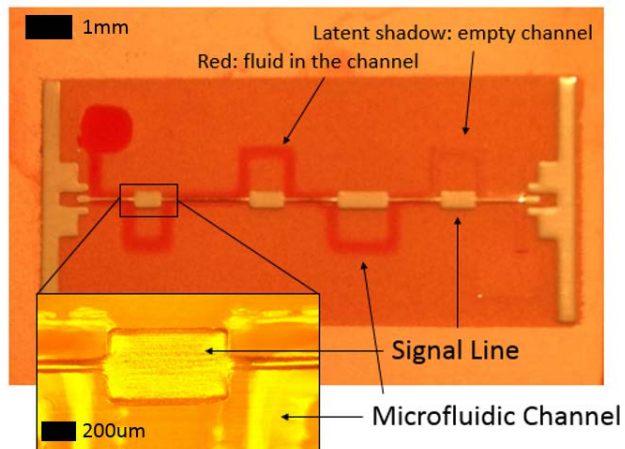 1mm
Latent shadow: empty channel
Red: fluid in the channel
Signal Line
Microfluidic Channel
200um